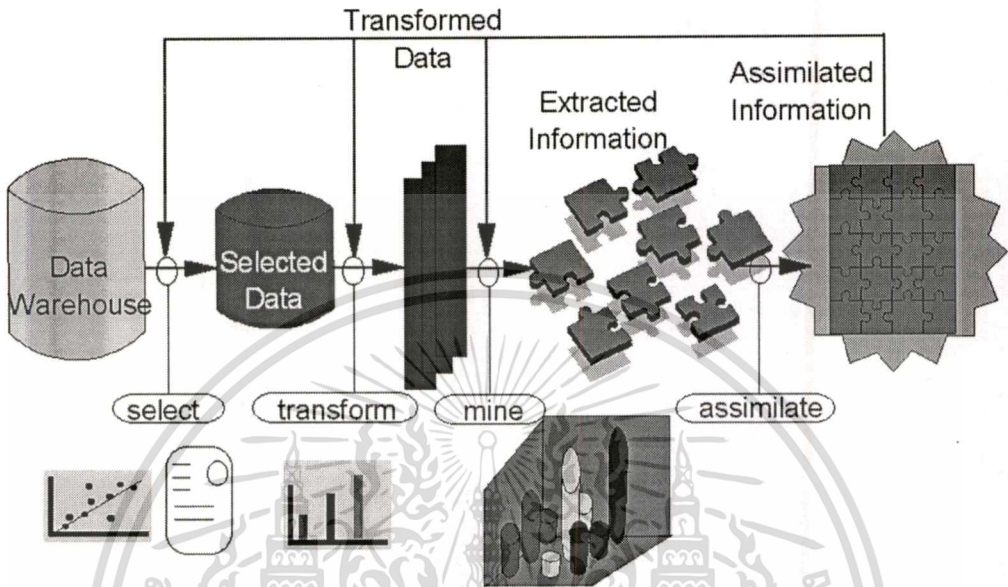 Transformed
Data
Extracted
Information
Assimilated
Information
Data
Warehouse
Selected
Data
select
transform
mine
assimilate